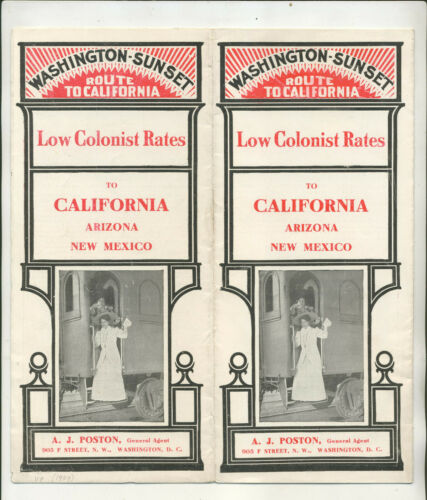 WASHINGTON-SUNSET
ROUTE
TO CALIFORNIA
Low Colonist Rates
TO
CALIFORNIA
ARIZONA
NEW MEXICO
A. J. POSTON, General Agent
905 F STREET, N. W., WASHINGTON, D. C.
WASHINGTON-SUNSET
ROUTE
TO CALIFORNIA
Low Colonist Rates
TO
CALIFORNIA
ARIZONA
NEW MEXICO
A. J. POSTON, General Agent
905 F STREET, N. W., WASHINGTON, D. C.